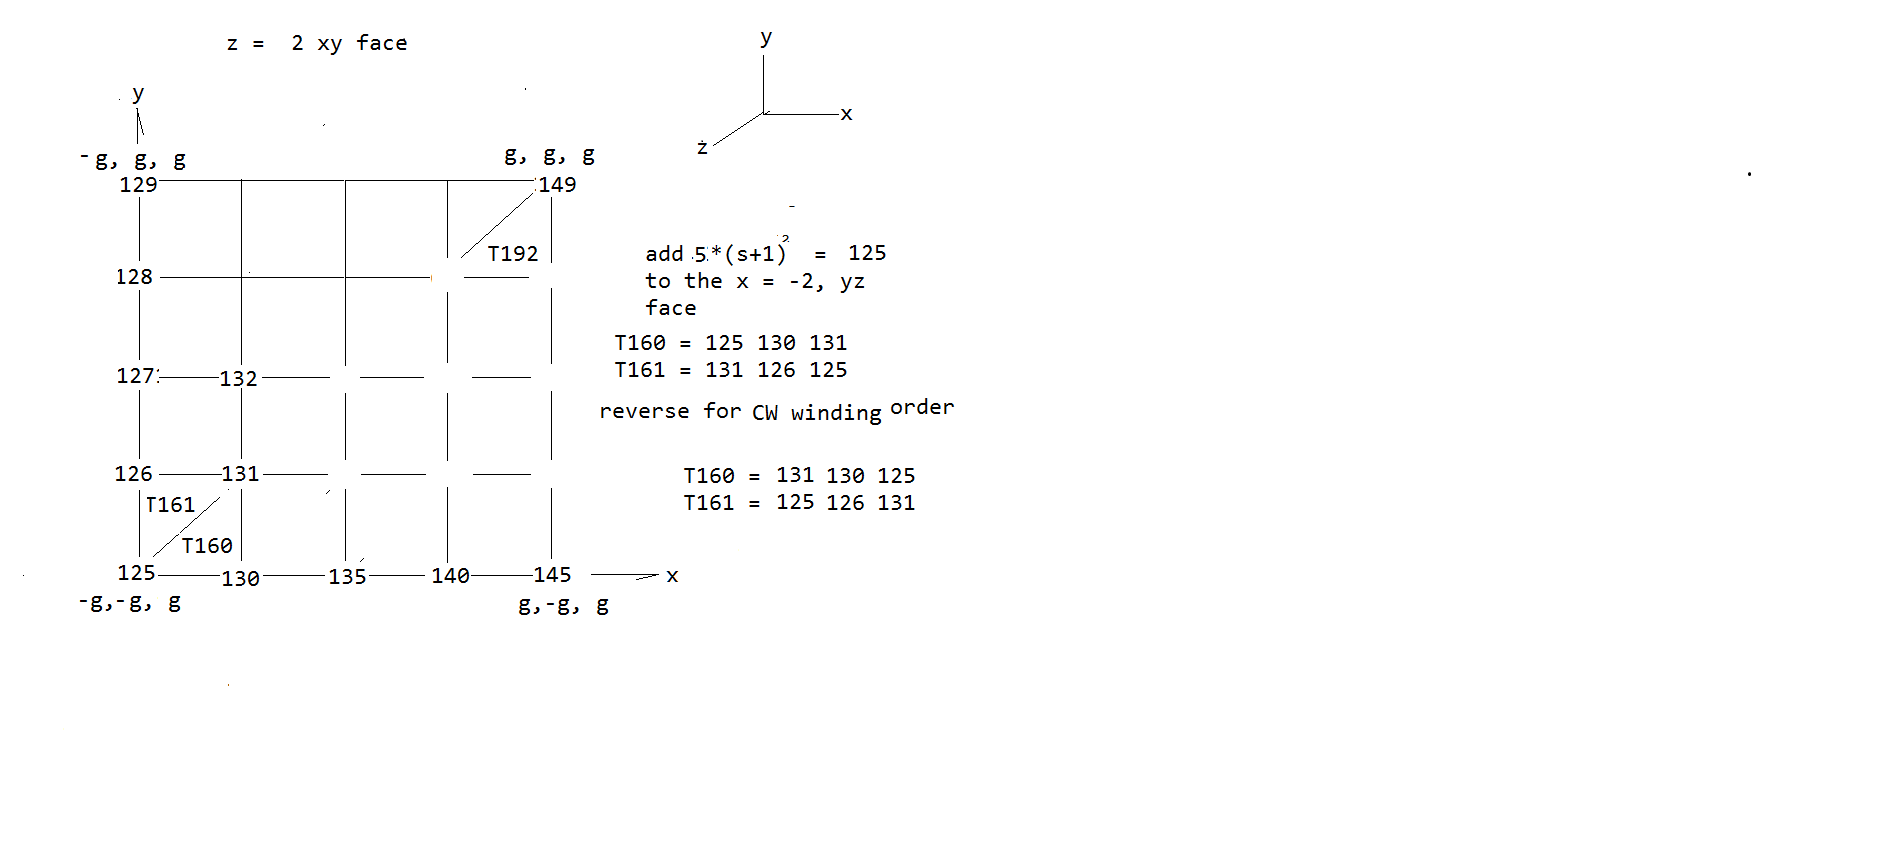 z = 2 xy face
y
y
x
z
-g, g, g
g, g, g
129
149
T192
128
add 5*(s+1)² = 125
to the x = -2, yz
face
T160 = 125 130 131
T161 = 131 126 125
127
132
reverse for CW winding order
126
131
T160 = 131 130 125
T161 = 125 126 131
T161
T160
125
130
135
140
145
x
-g,-g, g
g,-g, g